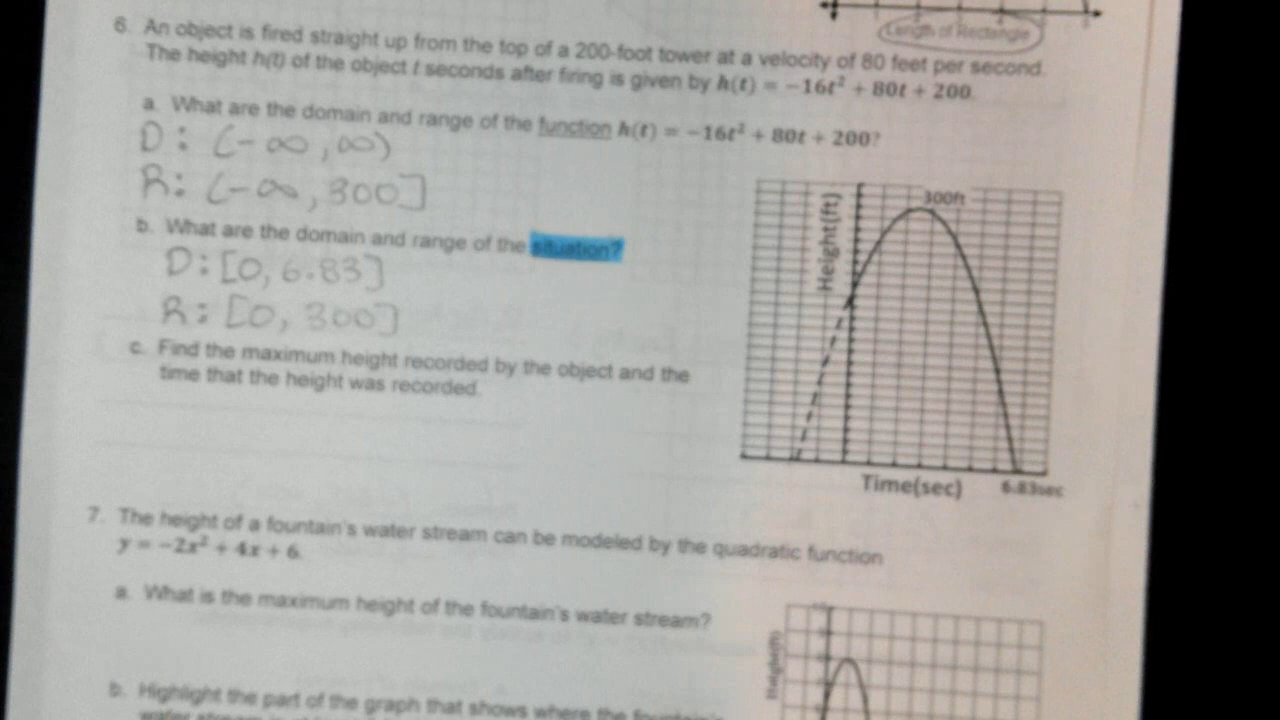 Length of Rectangle
6. An object is fired straight up from the top of a 200-foot tower at a velocity of 80 feet per second.
The height h(t) of the object t seconds after firing is given by h(t) = −16t² + 80t + 200.
a. What are the domain and range of the function h(t) = −16t² + 80t + 200?
D: (-∞, ∞)
R: (-∞, 300]
b. What are the domain and range of the situation?
D: [0, 6.83]
R: [0, 300]
c. Find the maximum height recorded by the object and the
time that the height was recorded.
300ft
Height(ft)
Time(sec)
6.83sec
7. The height of a fountain's water stream can be modeled by the quadratic function
y = −2x² + 4x + 6.
a. What is the maximum height of the fountain's water stream?
b. Highlight the part of the graph that shows where the fountain's
water stream is